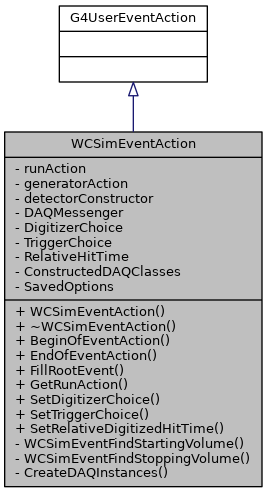 G4UserEventAction
WCSimEventAction
- runAction
- generatorAction
- detectorConstructor
- DAQMessenger
- DigitizerChoice
- TriggerChoice
- RelativeHitTime
- ConstructedDAQClasses
- SavedOptions
+ WCSimEventAction()
+ ~WCSimEventAction()
+ BeginOfEventAction()
+ EndOfEventAction()
+ FillRootEvent()
+ GetRunAction()
+ SetDigitizerChoice()
+ SetTriggerChoice()
+ SetRelativeDigitizedHitTime()
- WCSimEventFindStartingVolume()
- WCSimEventFindStoppingVolume()
- CreateDAQInstances()